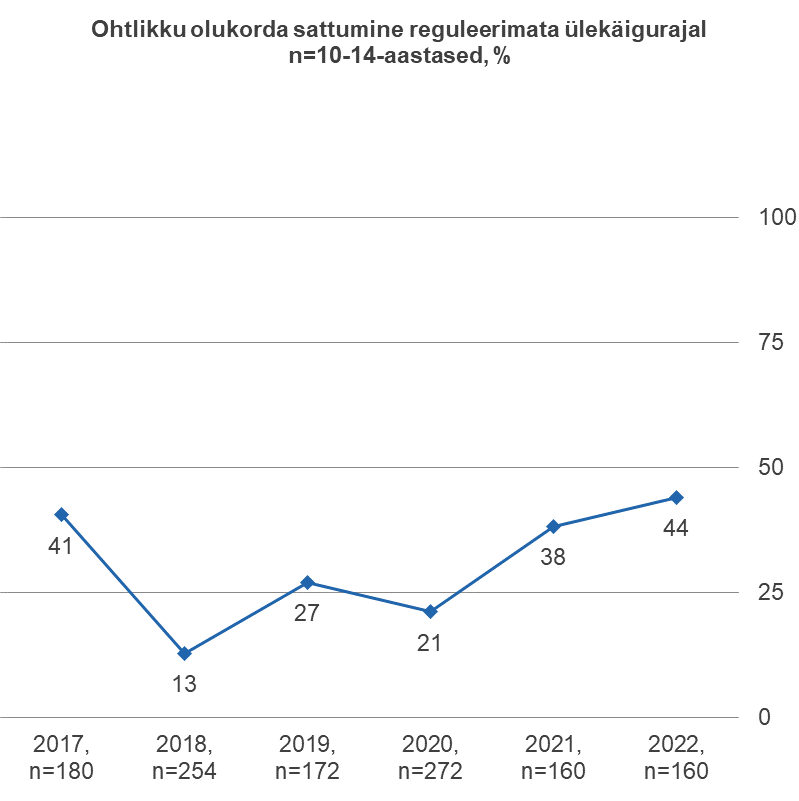 Ohtlikku olukorda sattumine reguleerimata ülekäigurajal
n=10-14-aastased, %
100
75
50
25
0
41
13
27
21
38
44
2017,
n=180
2018,
n=254
2019,
n=172
2020,
n=272
2021,
n=160
2022,
n=160